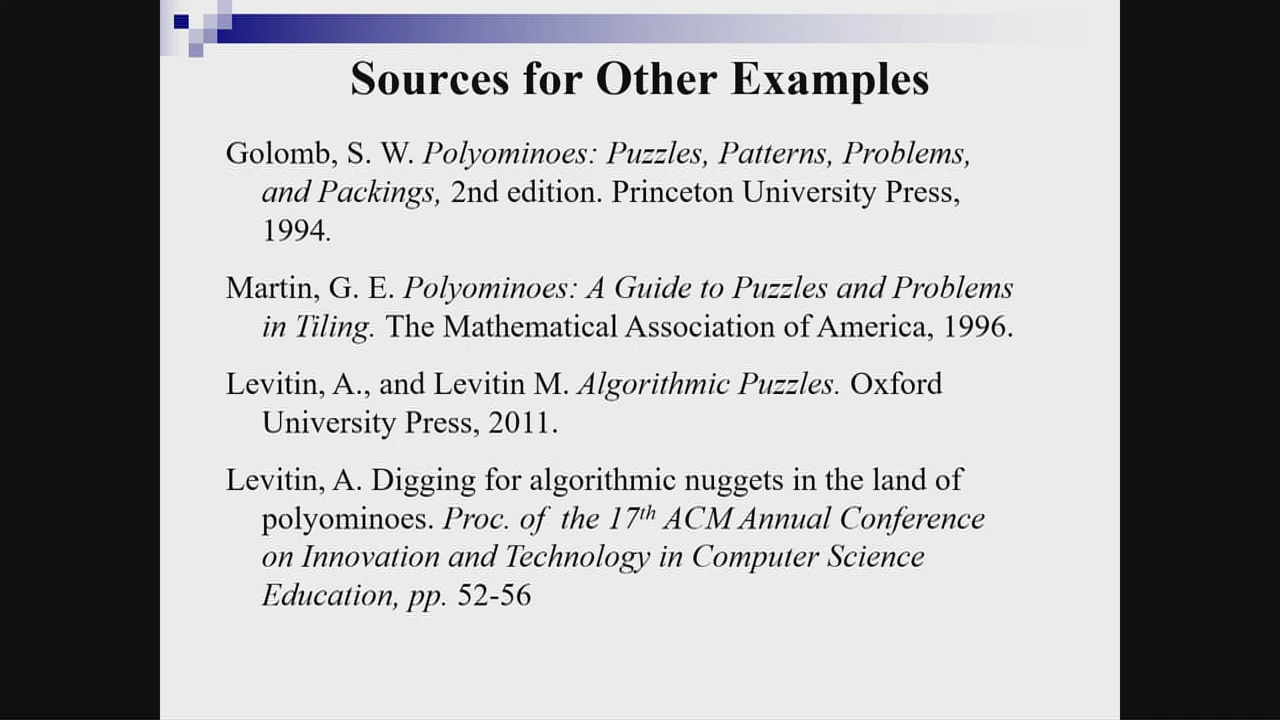 Sources for Other Examples
Golomb, S. W. Polyominoes: Puzzles, Patterns, Problems,
and Packings, 2nd edition. Princeton University Press,
1994.
Martin, G. E. Polyominoes: A Guide to Puzzles and Problems
in Tiling. The Mathematical Association of America, 1996.
Levitin, A., and Levitin M. Algorithmic Puzzles. Oxford
University Press, 2011.
Levitin, A. Digging for algorithmic nuggets in the land of
polyominoes. Proc. of the 17th ACM Annual Conference
on Innovation and Technology in Computer Science
Education, pp. 52-56